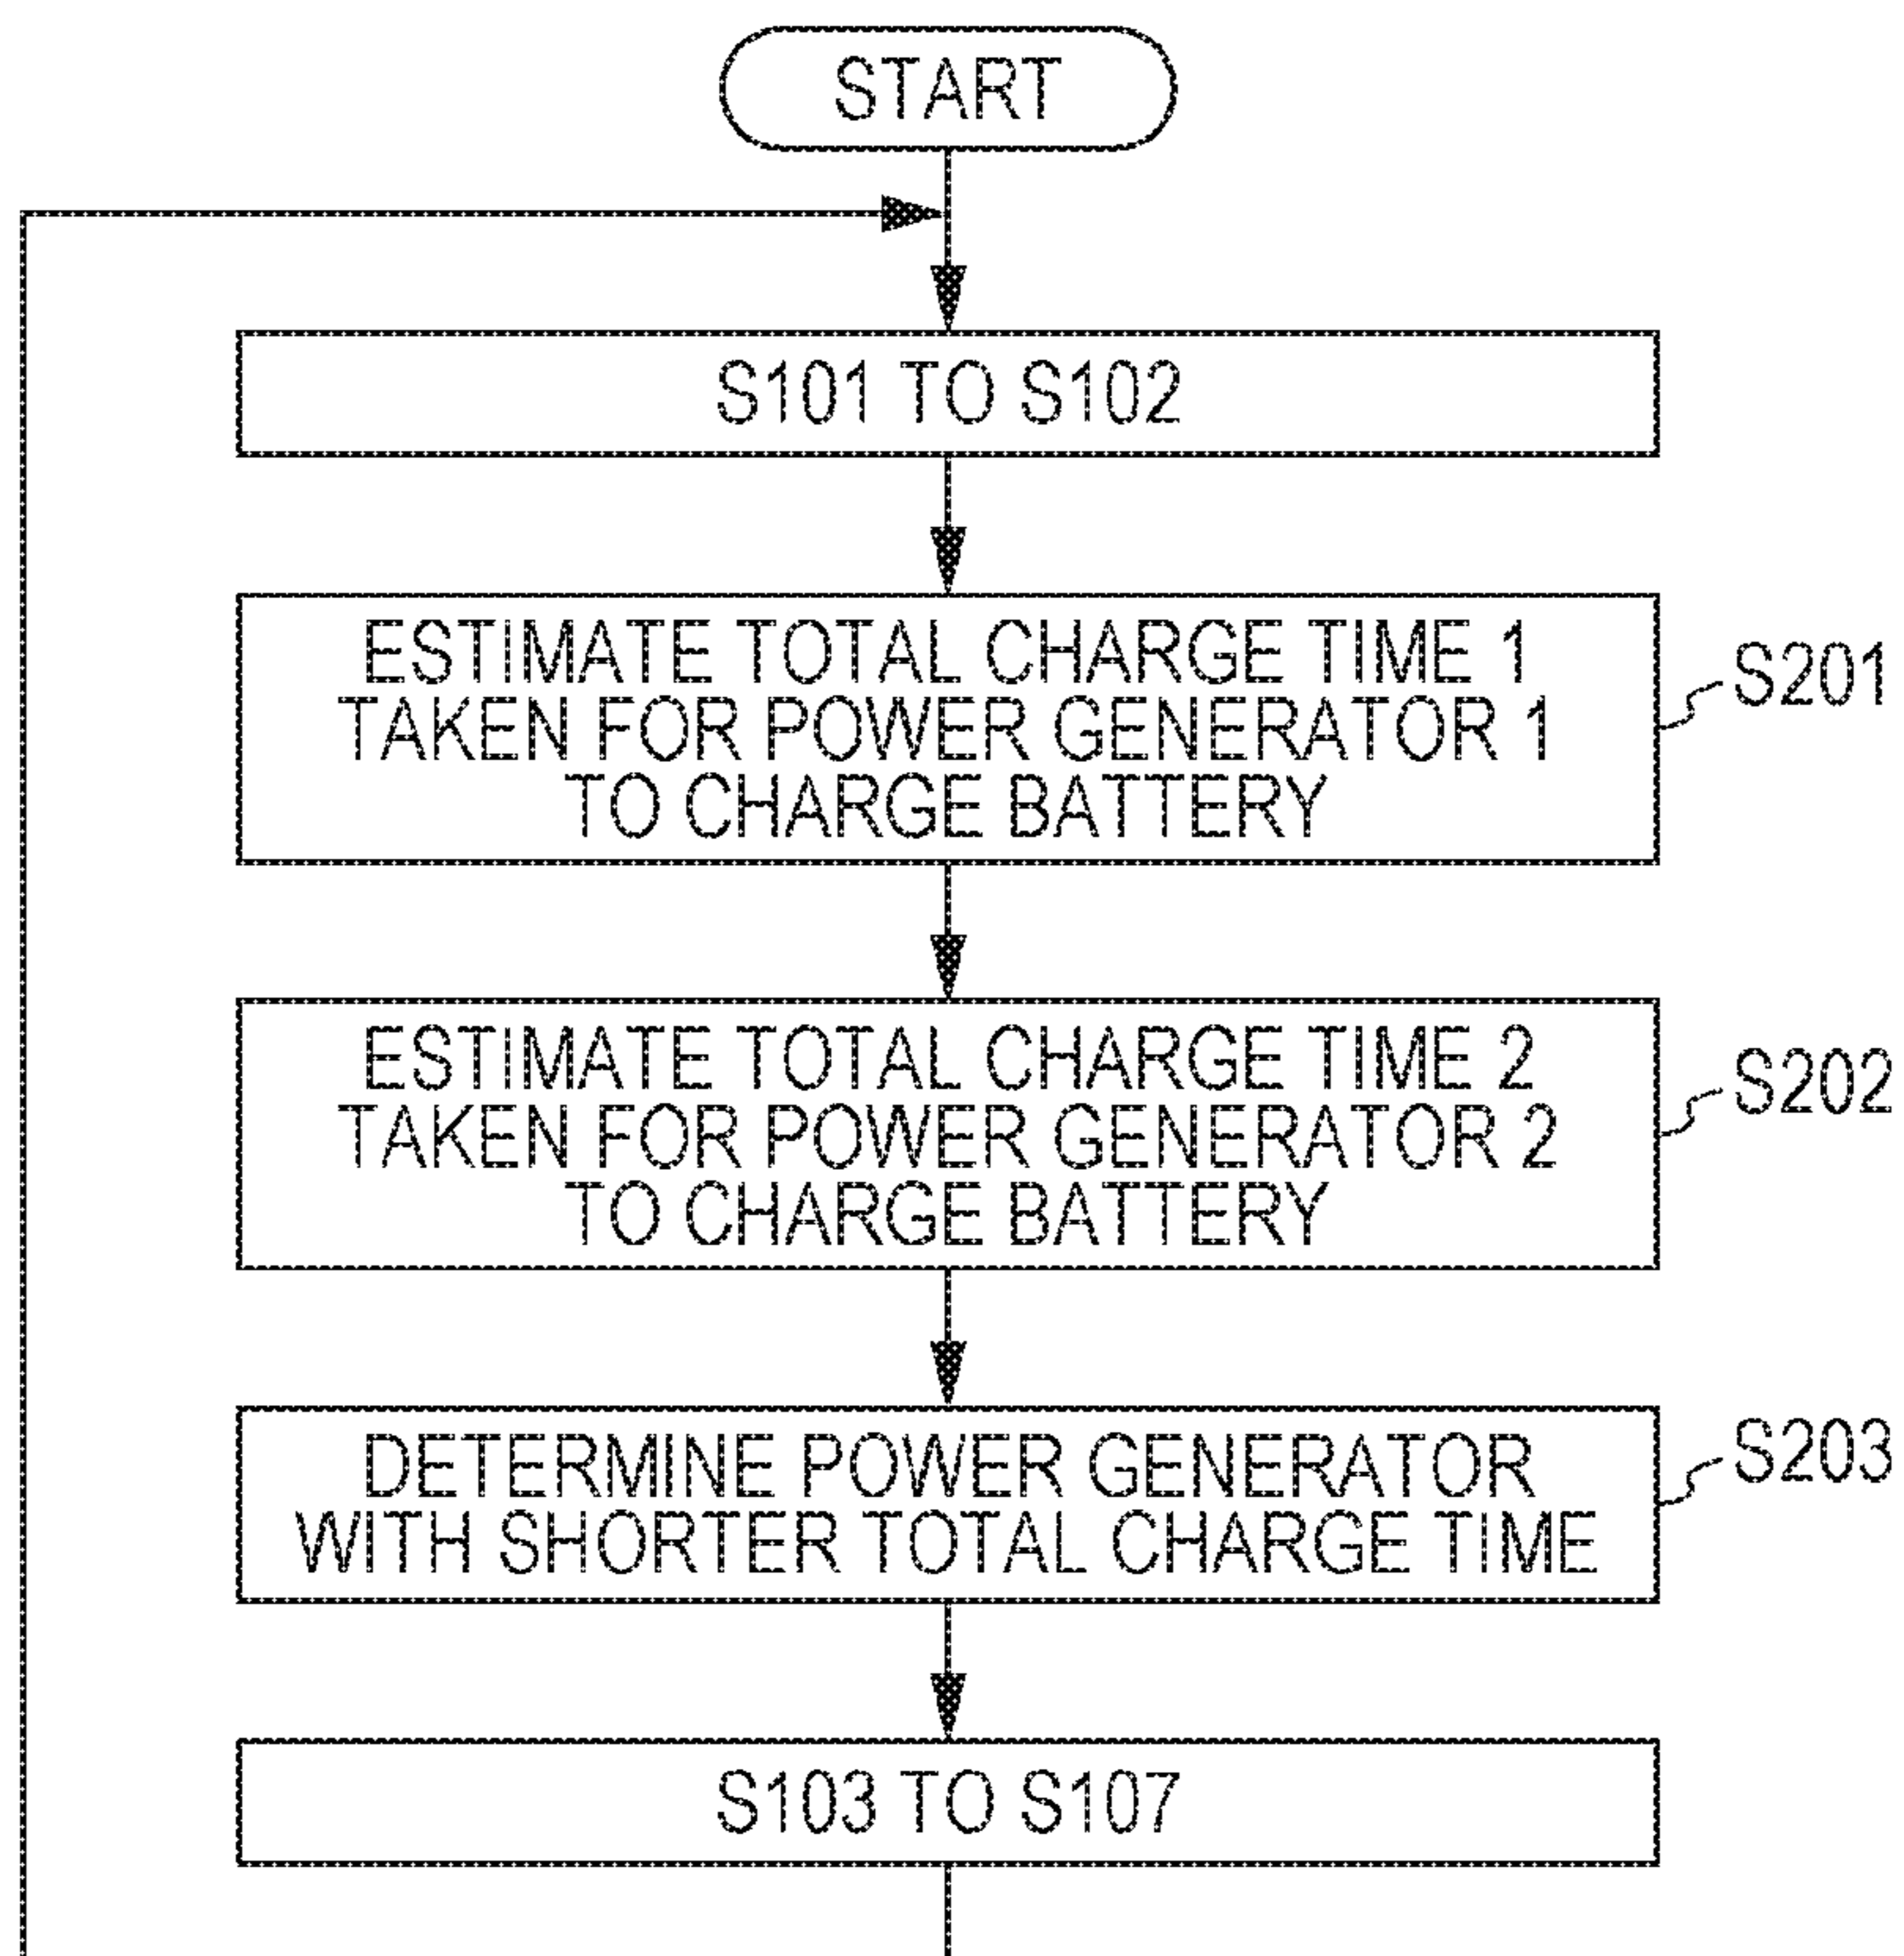 START
S101 TO S102
ESTIMATE TOTAL CHARGE TIME 1
TAKEN FOR POWER GENERATOR 1
TO CHARGE BATTERY
S201
ESTIMATE TOTAL CHARGE TIME 2
TAKEN FOR POWER GENERATOR 2
TO CHARGE BATTERY
S202
DETERMINE POWER GENERATOR
WITH SHORTER TOTAL CHARGE TIME
S203
S103 TO S107